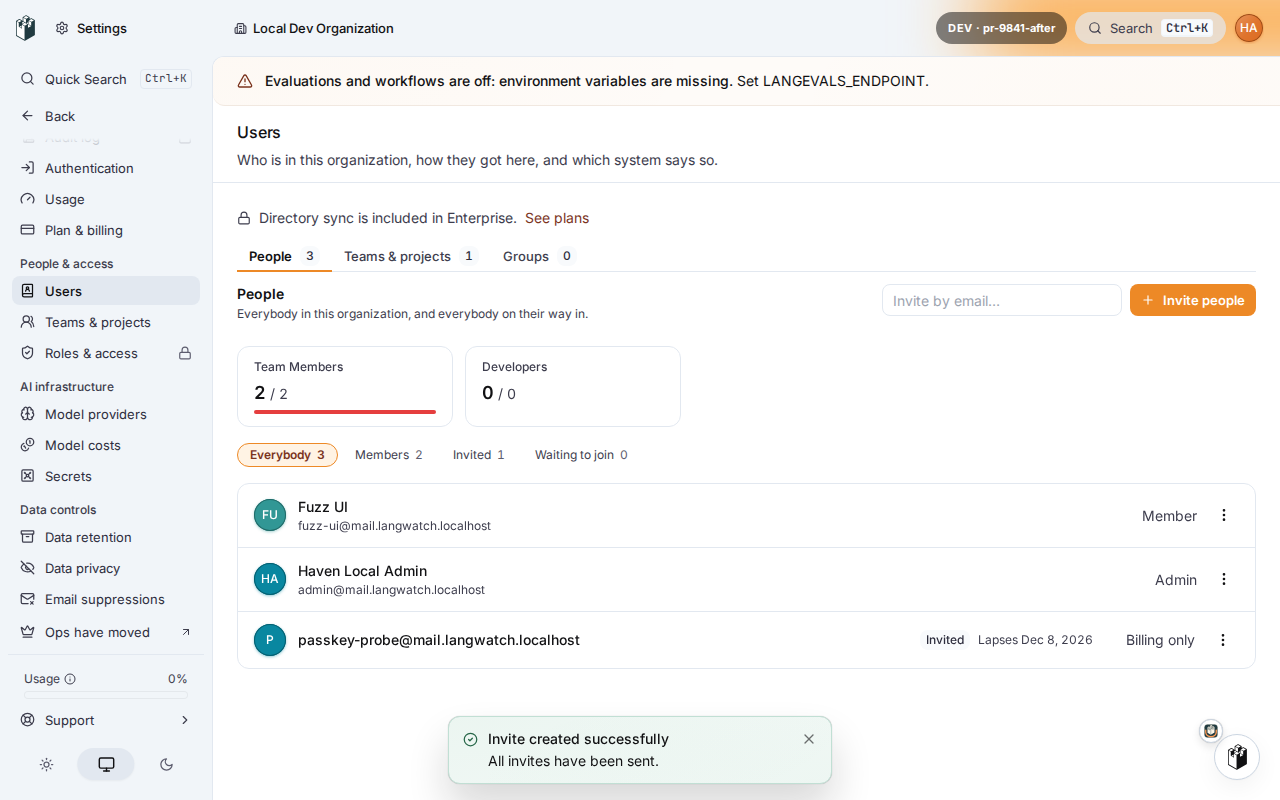 Settings
Local Dev Organization
DEV · pr-9841-after
Search Ctrl+K
HA
Quick Search Ctrl+K
Back
Authentication
Usage
Plan & billing
People & access
Users
Teams & projects
Roles & access
AI infrastructure
Model providers
Model costs
Secrets
Data controls
Data retention
Data privacy
Email suppressions
Ops have moved
Usage 0%
Support
Evaluations and workflows are off: environment variables are missing. Set LANGEVALS_ENDPOINT.
Users
Who is in this organization, how they got here, and which system says so.
Directory sync is included in Enterprise. See plans
People 3 Teams & projects 1 Groups 0
People
Everybody in this organization, and everybody on their way in.
Invite by email...
+ Invite people
Team Members
2 / 2
Developers
0 / 0
Everybody 3 Members 2 Invited 1 Waiting to join 0
FU
Fuzz UI
fuzz-ui@mail.langwatch.localhost
Member
HA
Haven Local Admin
admin@mail.langwatch.localhost
Admin
P
passkey-probe@mail.langwatch.localhost
Invited Lapses Dec 8, 2026 Billing only
Invite created successfully
All invites have been sent.